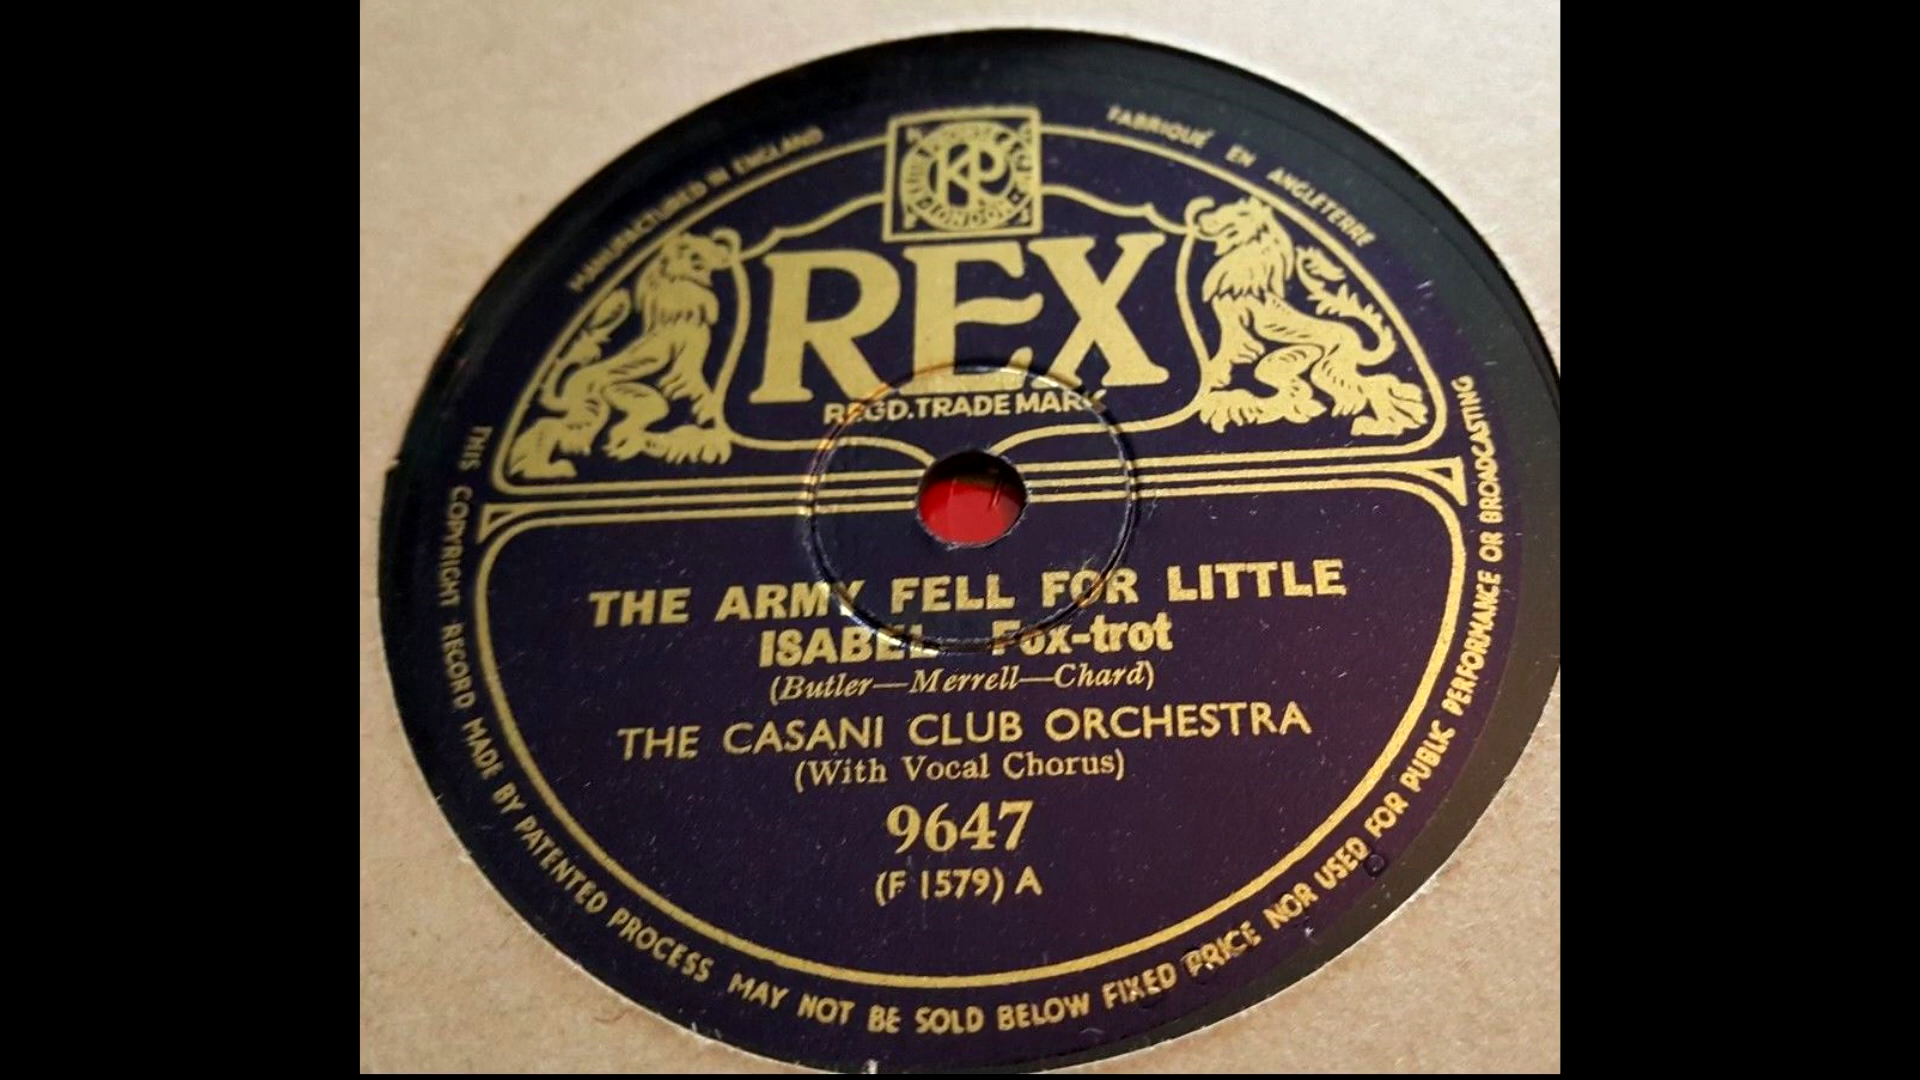 MANUFACTURED IN ENGLAND
FABRIQUÉ EN ANGLETERRE
KP
LONDON
REX
REGD. TRADE MARK
THE ARMY FELL FOR LITTLE
ISABEL—Fox-trot
(Butler—Merrell—Chard)
THE CASANI CLUB ORCHESTRA
(With Vocal Chorus)
9647
(F 1579) A
THIS COPYRIGHT RECORD MADE BY PATENTED PROCESS MAY NOT BE SOLD BELOW FIXED PRICE NOR USED FOR PUBLIC PERFORMANCE OR BROADCASTING